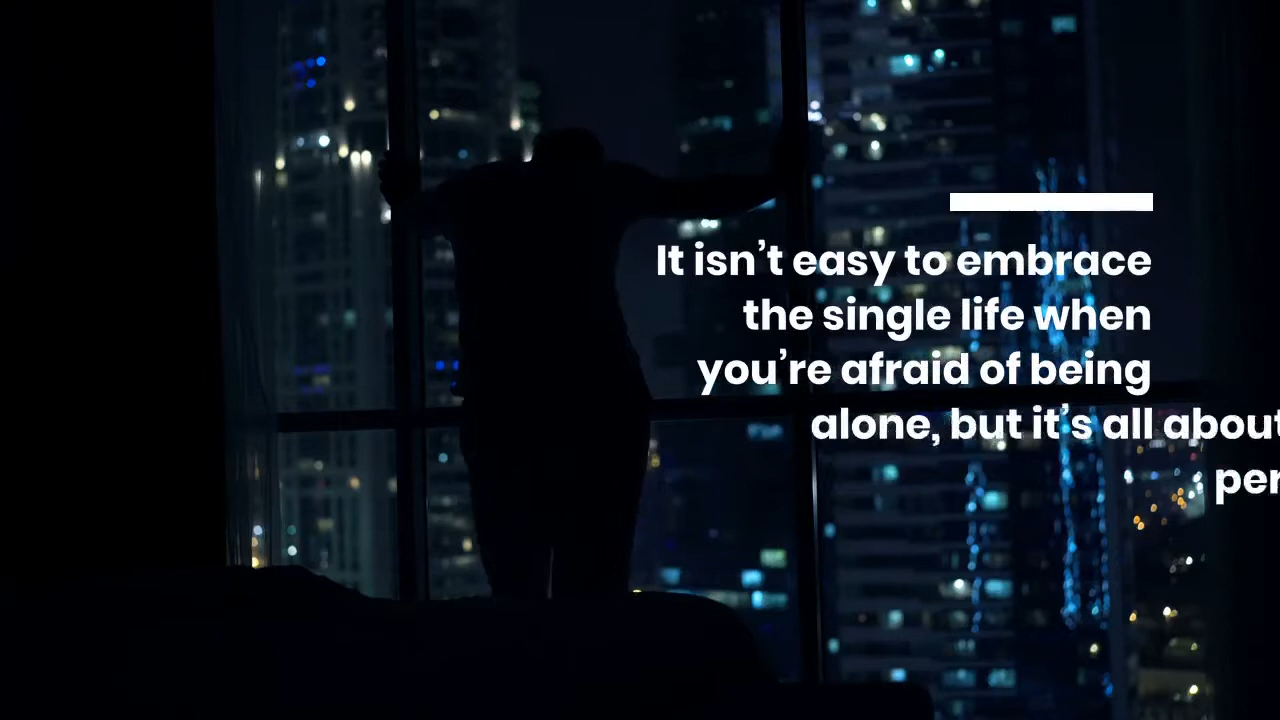 It isn’t easy to embrace
the single life when
you’re afraid of being
alone, but it’s all about